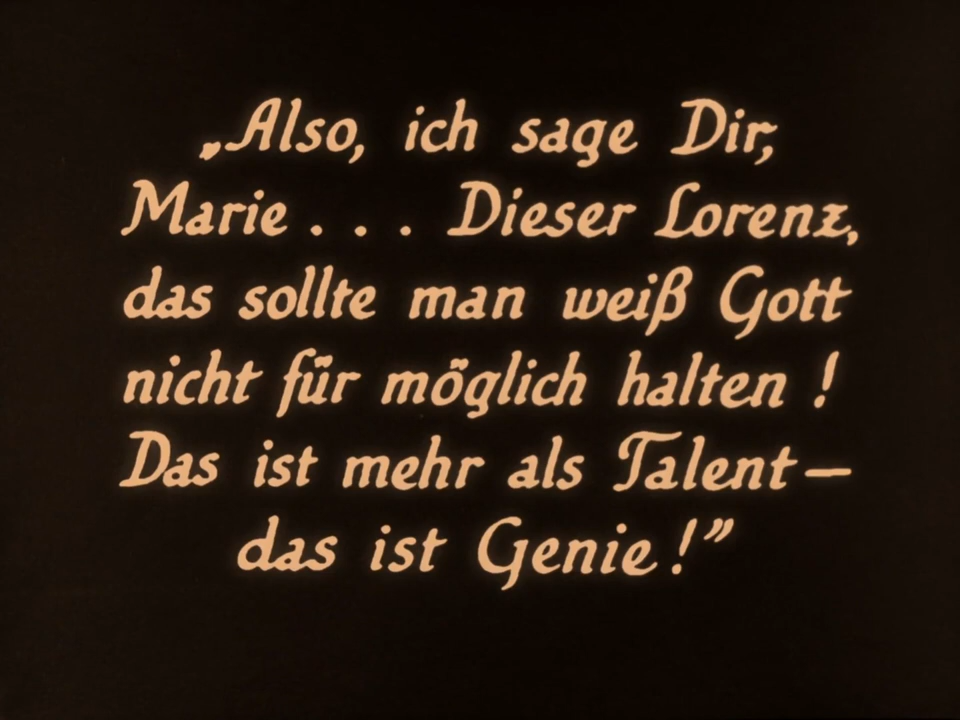 „Also, ich sage Dir,
Marie . . . Dieser Lorenz,
das sollte man weiß Gott
nicht für möglich halten !
Das ist mehr als Talent —
das ist Genie !”